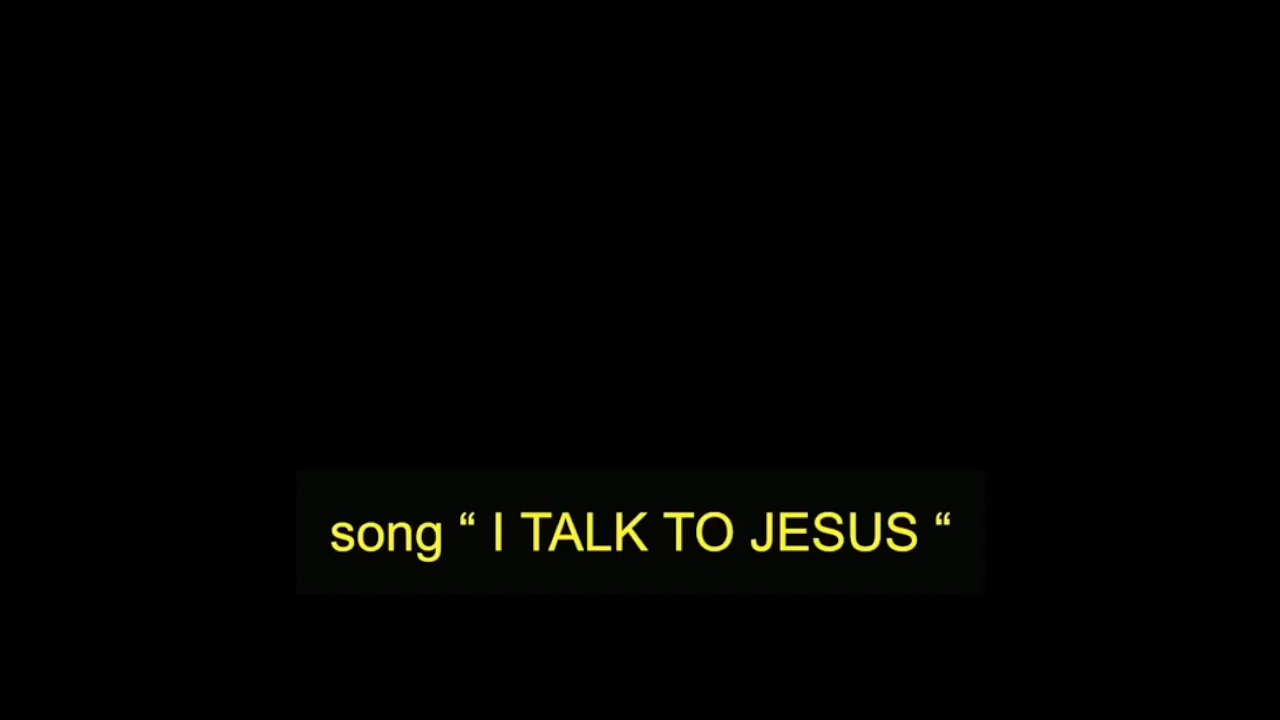 song “ I TALK TO JESUS “